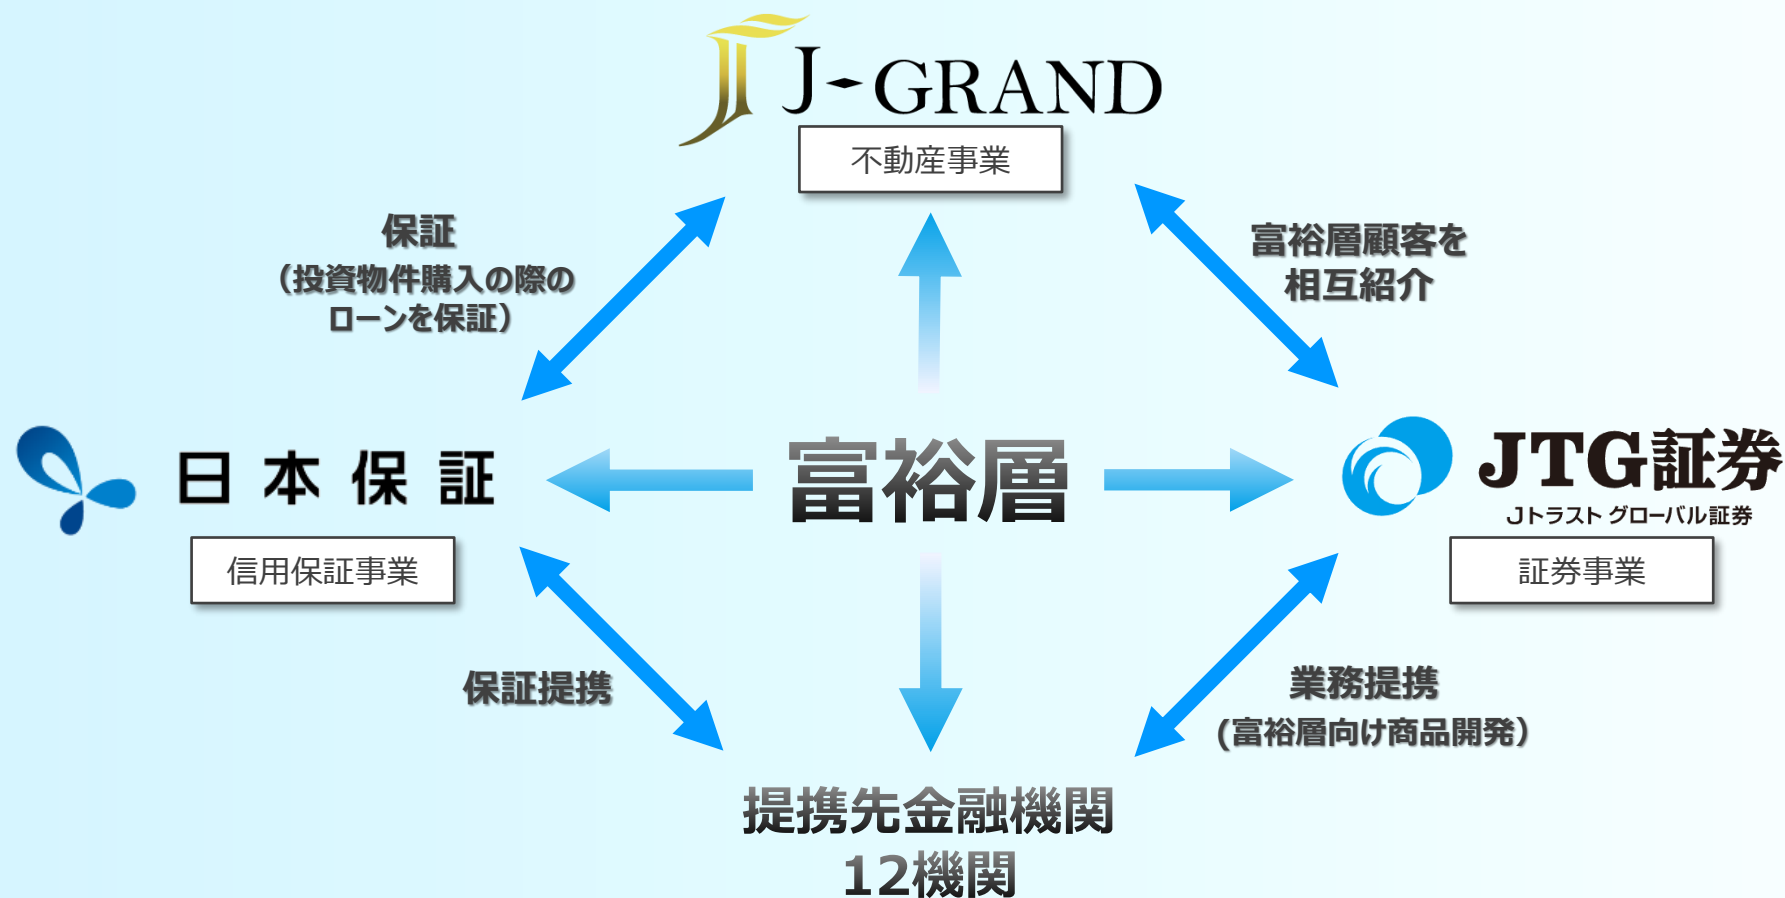 J-GRAND
不動産事業
保証
（投資物件購入の際の
ローンを保証）
富裕層顧客を
相互紹介
日本保証
信用保証事業
富裕層
JTG証券
Jトラスト グローバル証券
証券事業
保証提携
業務提携
(富裕層向け商品開発）
提携先金融機関
12機関